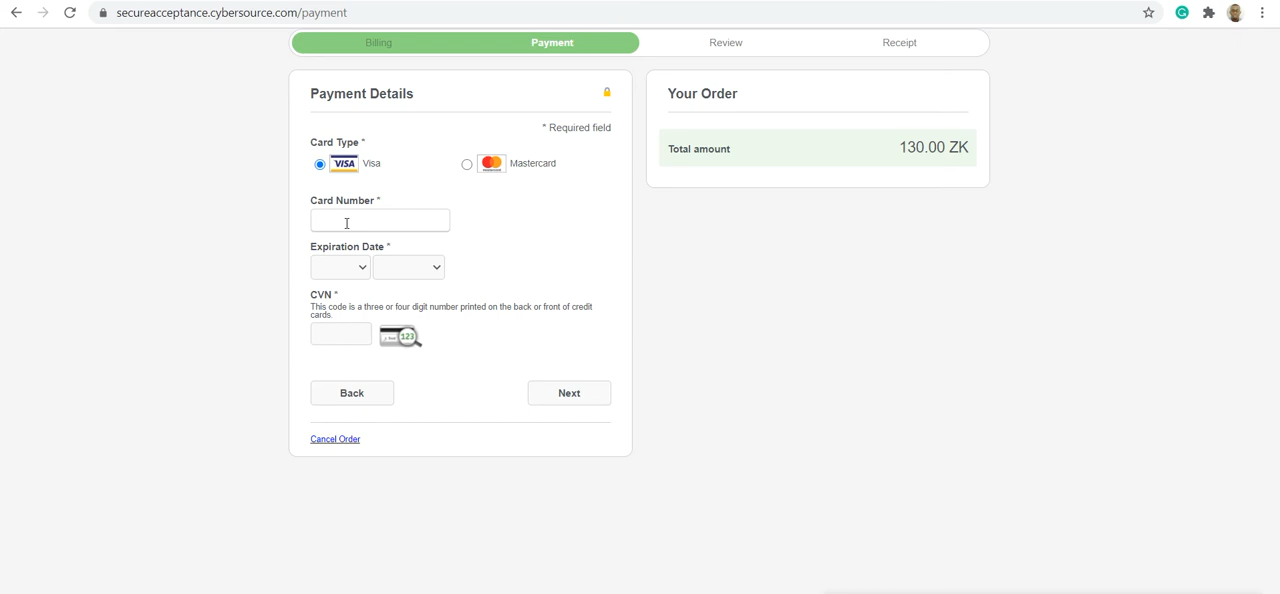 secureacceptance.cybersource.com/payment
Billing Payment Review Receipt
Payment Details
* Required field
Card Type *
VISA Visa Mastercard
Card Number *
Expiration Date *
CVN *
This code is a three or four digit number printed on the back or front of credit
cards.
123
Back Next
Cancel Order
Your Order
Total amount 130.00 ZK